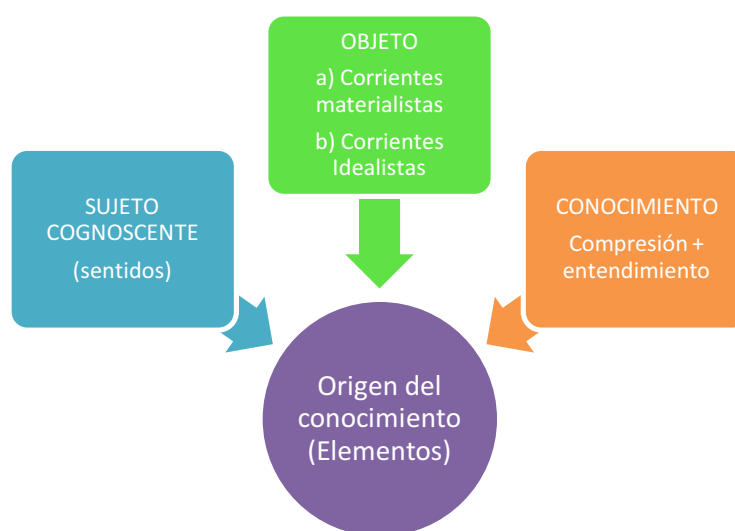 OBJETO
a) Corrientes
materialistas
b) Corrientes
Idealistas
SUJETO
COGNOSCENTE
(sentidos)
CONOCIMIENTO
Compresión +
entendimiento
Origen del
conocimiento
(Elementos)